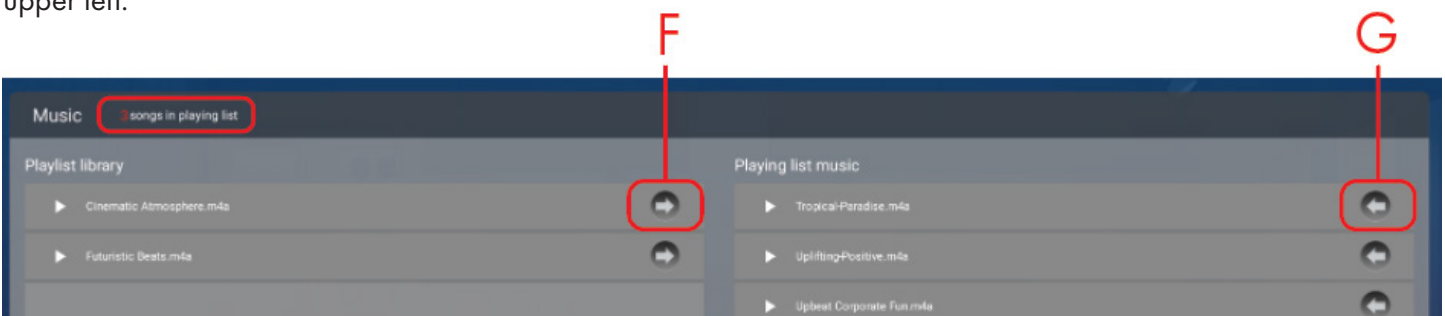 upper left.
F
G
Music 3 songs in playing list
Playlist library
Playing list music
Cinematic Atmosphere.m4a
Tropical-Paradise.m4a
Futuristic Beats.m4a
Uplifting-Positive.m4a
Upbeat Corporate Fun.m4a